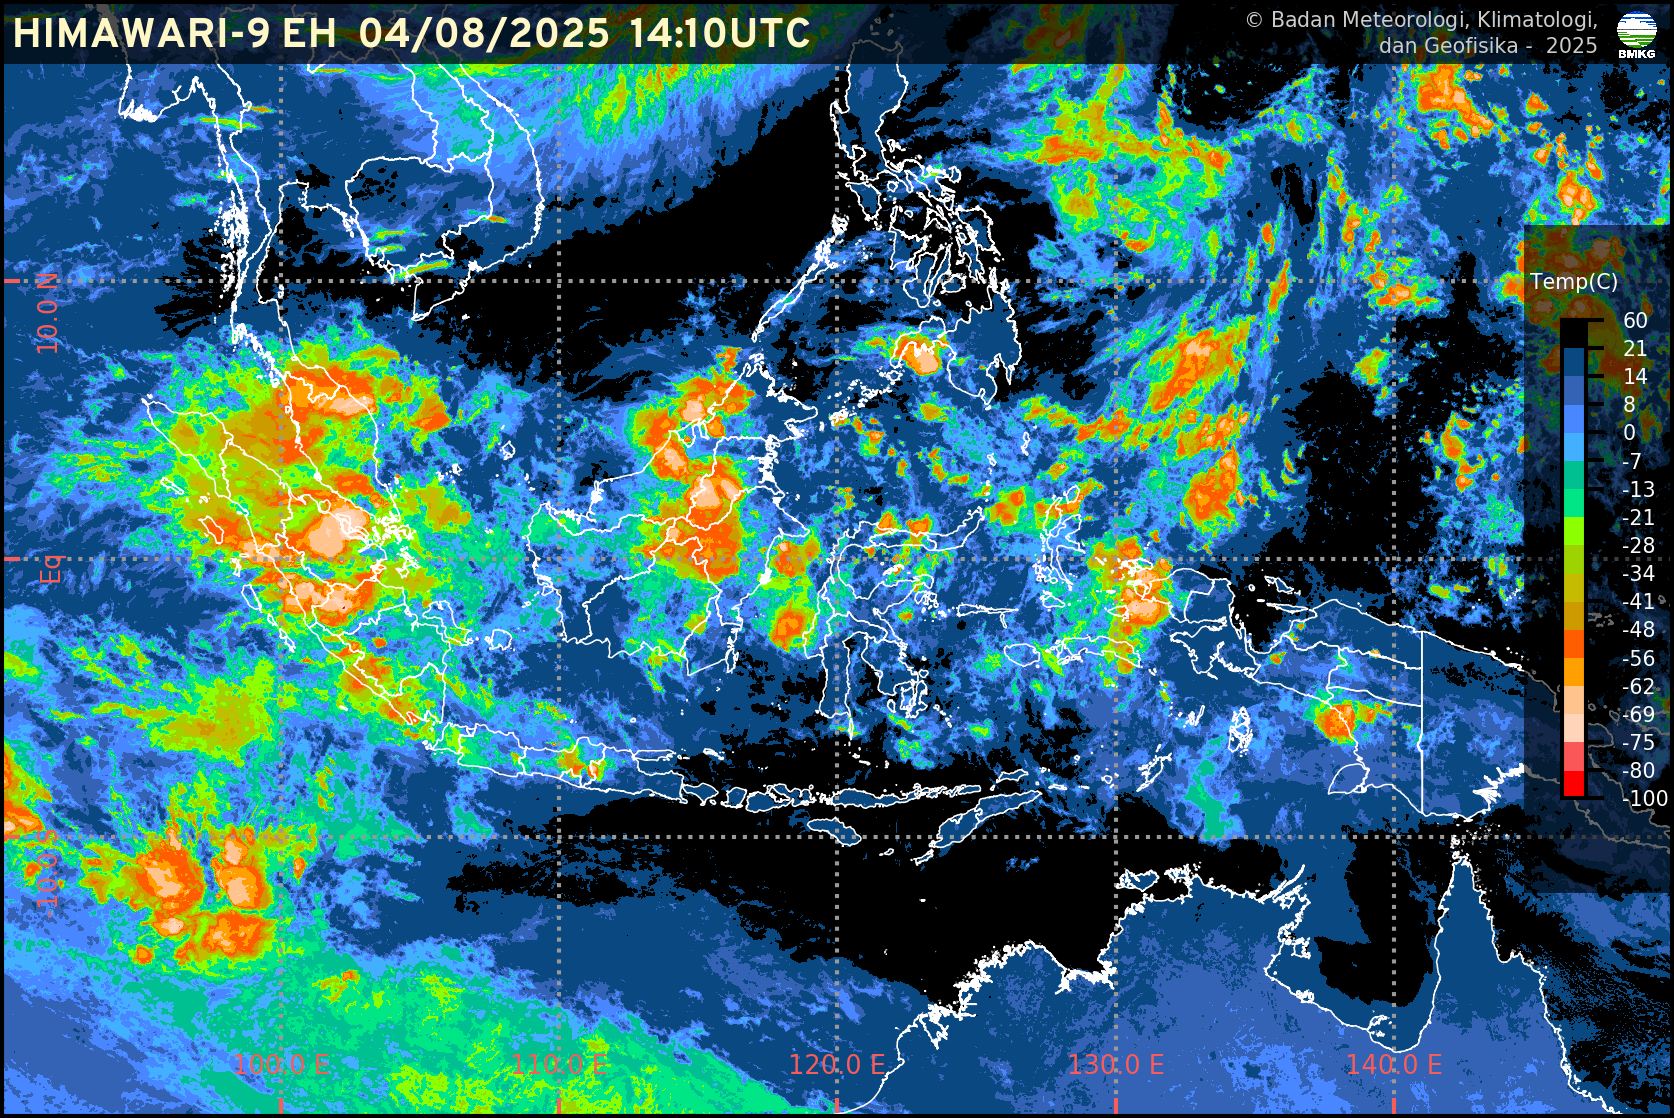 HIMAWARI-9 EH 04/08/2025 14:10UTC
© Badan Meteorologi, Klimatologi,
dan Geofisika - 2025
BMKG
10.0 N
Eq
-10.0
100.0 E
110.0 E
120.0 E
130.0 E
140.0 E
Temp(C)
60
21
14
8
0
-7
-13
-21
-28
-34
-41
-48
-56
-62
-69
-75
-80
-100